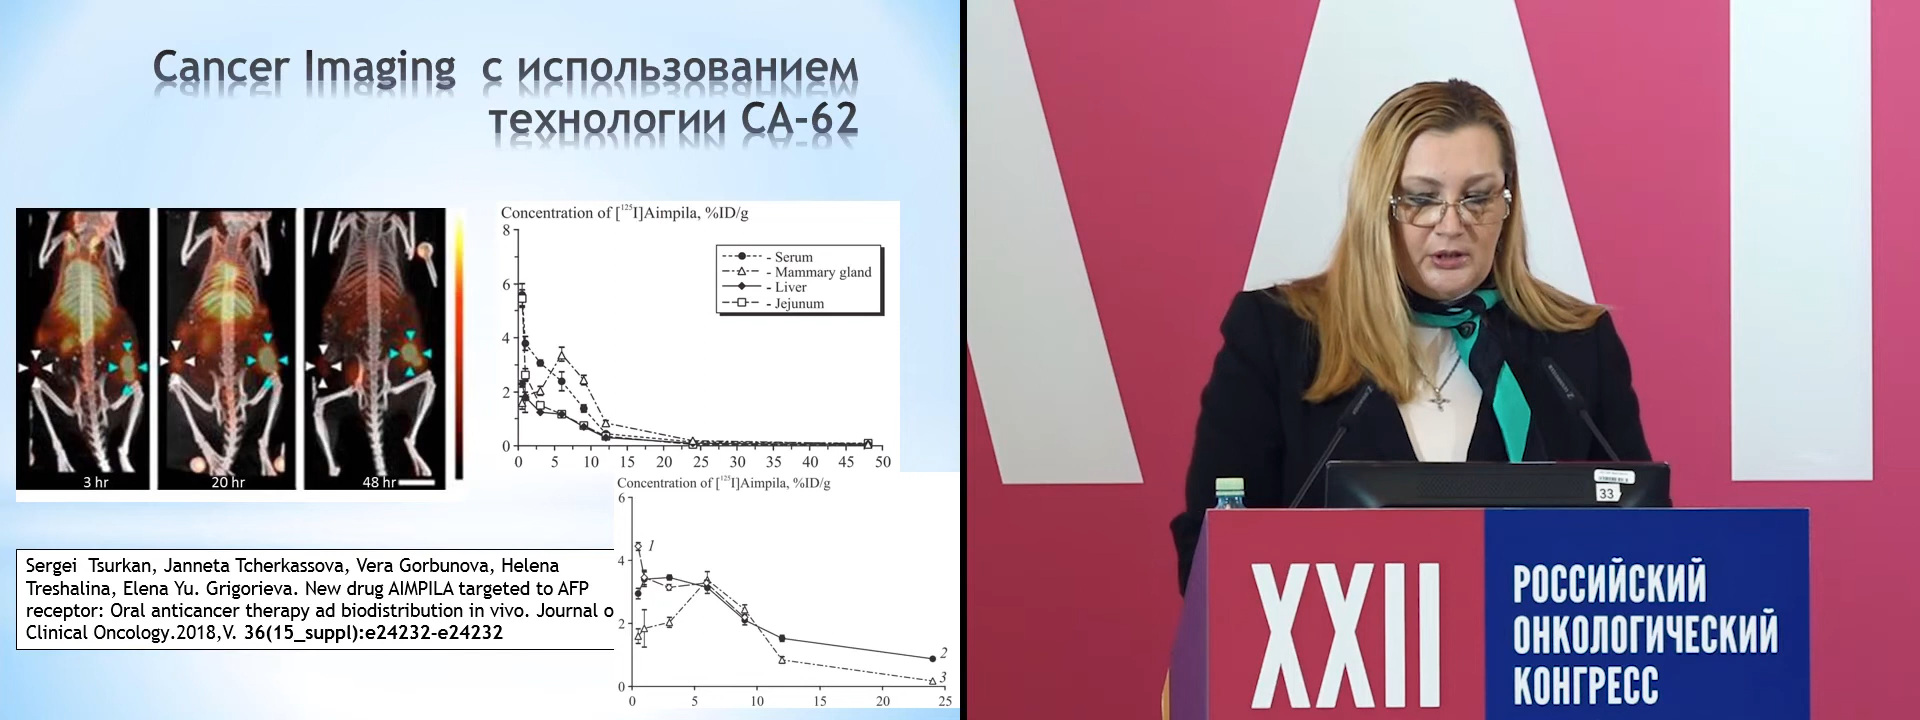 Cancer Imaging с использованием
технологии СА-62
3 hr
20 hr
48 hr
Concentration of [125I]Aimpila, %ID/g
8
6
4
2
0
- Serum
- Mammary gland
- Liver
- Jejunum
0 5 10 15 20 25 30 35 40 45 50
Concentration of [125I]Aimpila, %ID/g
6
4
2
0
1
2
3
0 5 10 15 20 25
Sergei Tsurkan, Janneta Tcherkassova, Vera Gorbunova, Helena
Treshalina, Elena Yu. Grigorieva. New drug AIMPILA targeted to AFP
receptor: Oral anticancer therapy ad biodistribution in vivo. Journal o
Clinical Oncology.2018,V. 36(15_suppl):e24232-e24232
33
XXII
РОССИЙСКИЙ
ОНКОЛОГИЧЕСКИЙ
КОНГРЕСС